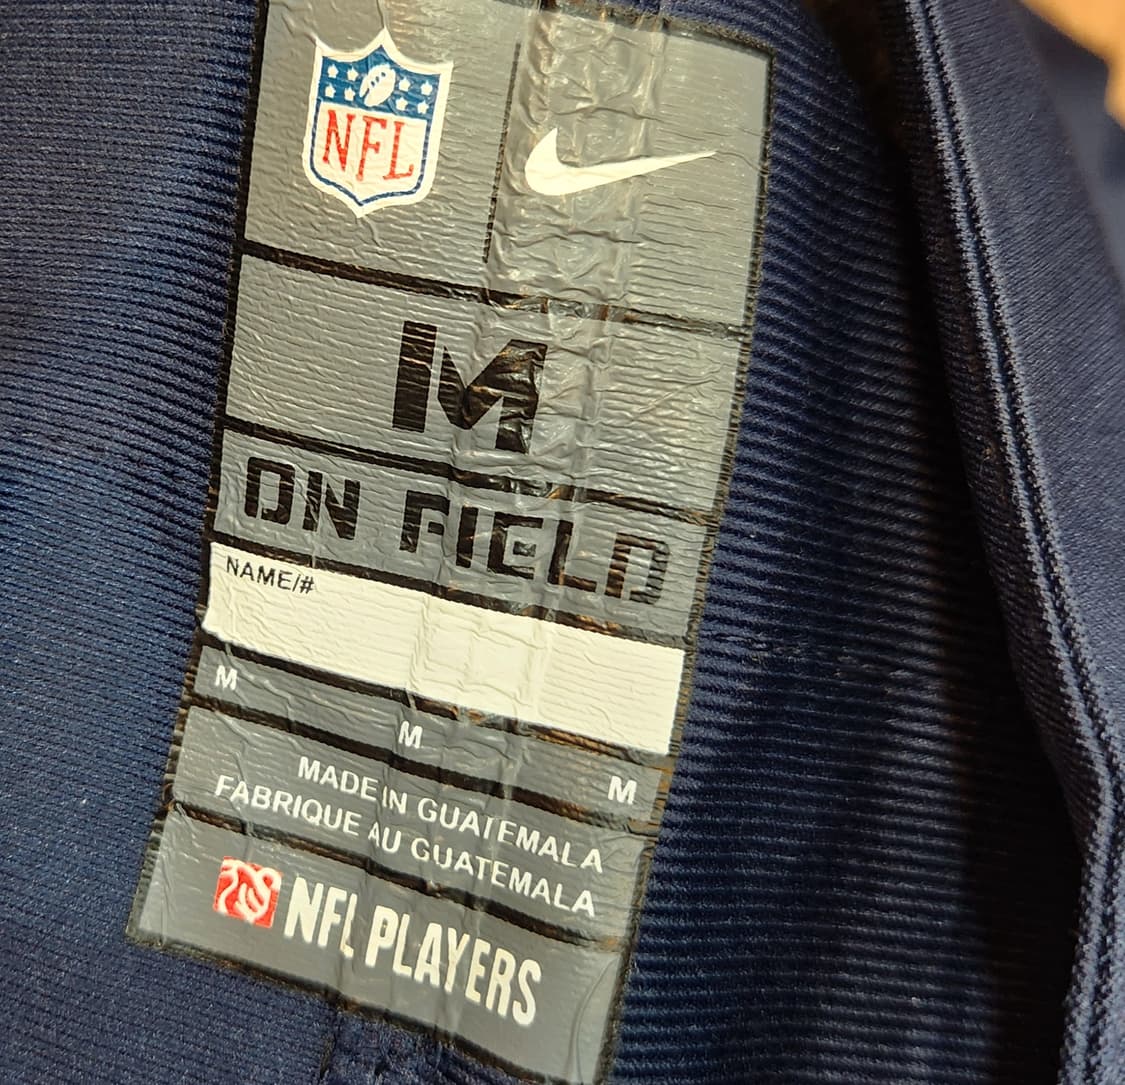 NFL
M
ON FIELD
NAME/#
M M M
MADE IN GUATEMALA
FABRIQUE AU GUATEMALA
NFL PLAYERS